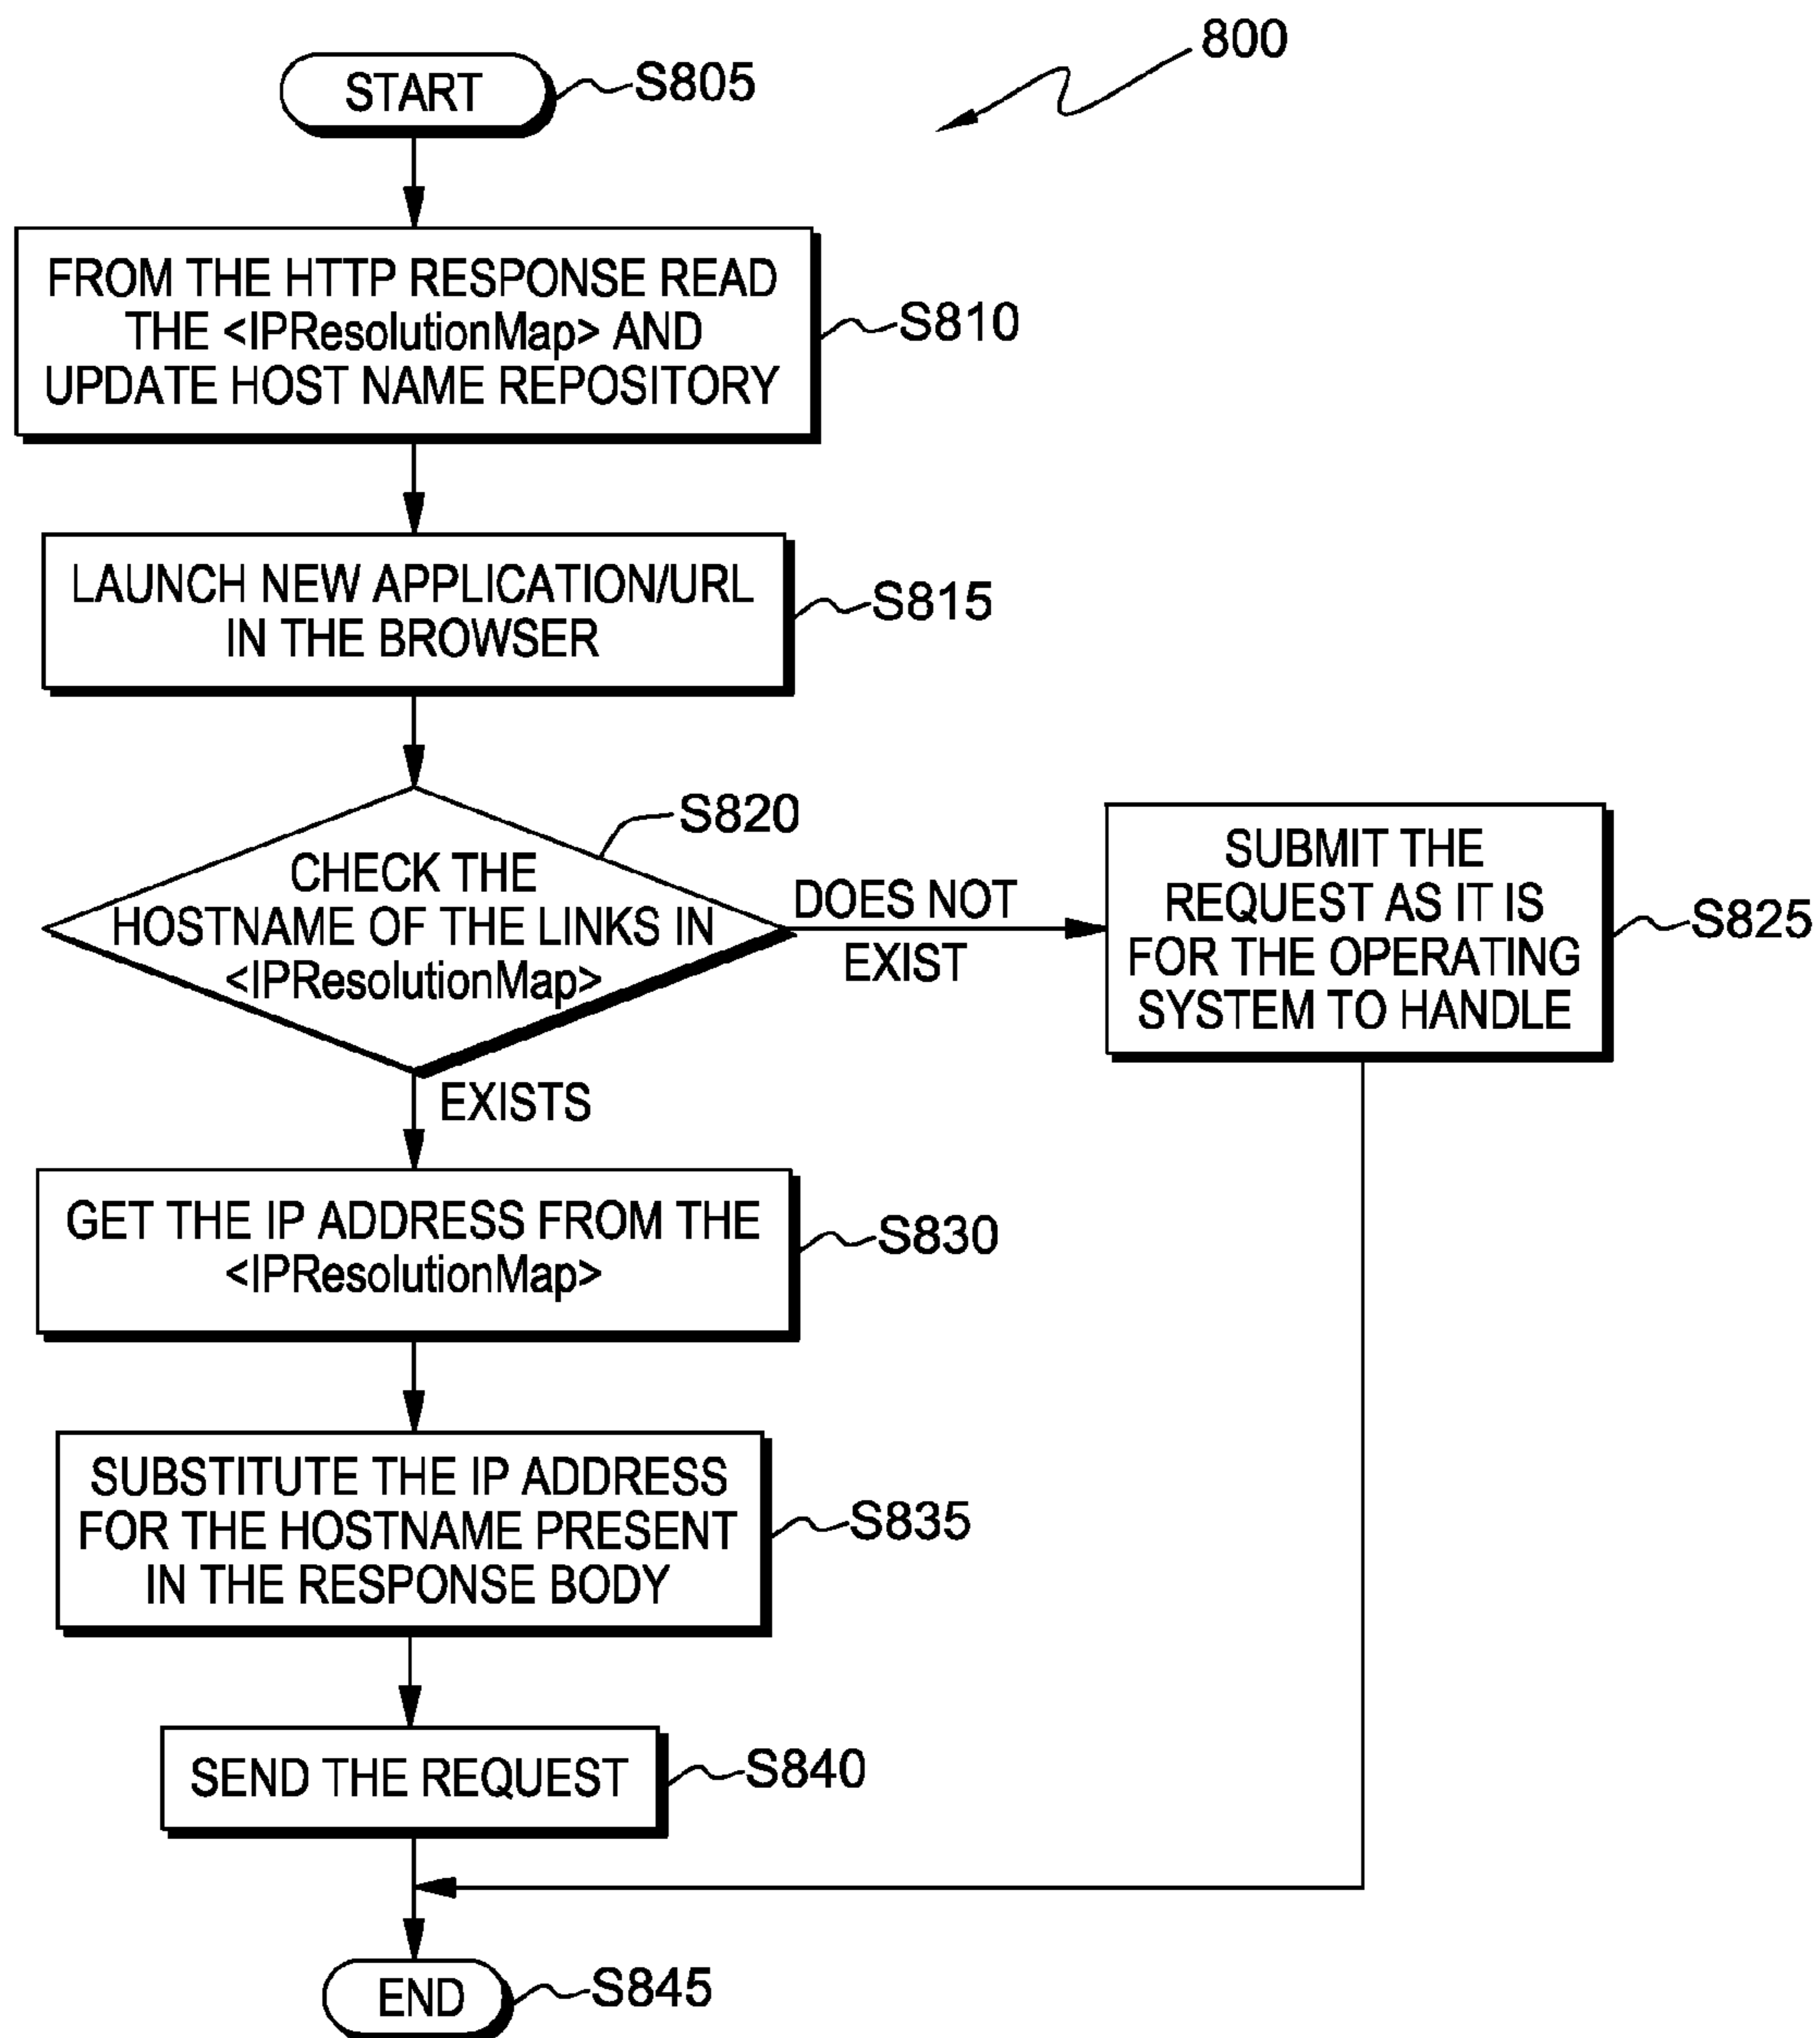 800
START
S805
FROM THE HTTP RESPONSE READ
THE <IPResolutionMap> AND
UPDATE HOST NAME REPOSITORY
S810
LAUNCH NEW APPLICATION/URL
IN THE BROWSER
S815
S820
CHECK THE
HOSTNAME OF THE LINKS IN
<IPResolutionMap>
DOES NOT
EXIST
SUBMIT THE
REQUEST AS IT IS
FOR THE OPERATING
SYSTEM TO HANDLE
S825
EXISTS
GET THE IP ADDRESS FROM THE
<IPResolutionMap>
S830
SUBSTITUTE THE IP ADDRESS
FOR THE HOSTNAME PRESENT
IN THE RESPONSE BODY
S835
SEND THE REQUEST
S840
END
S845